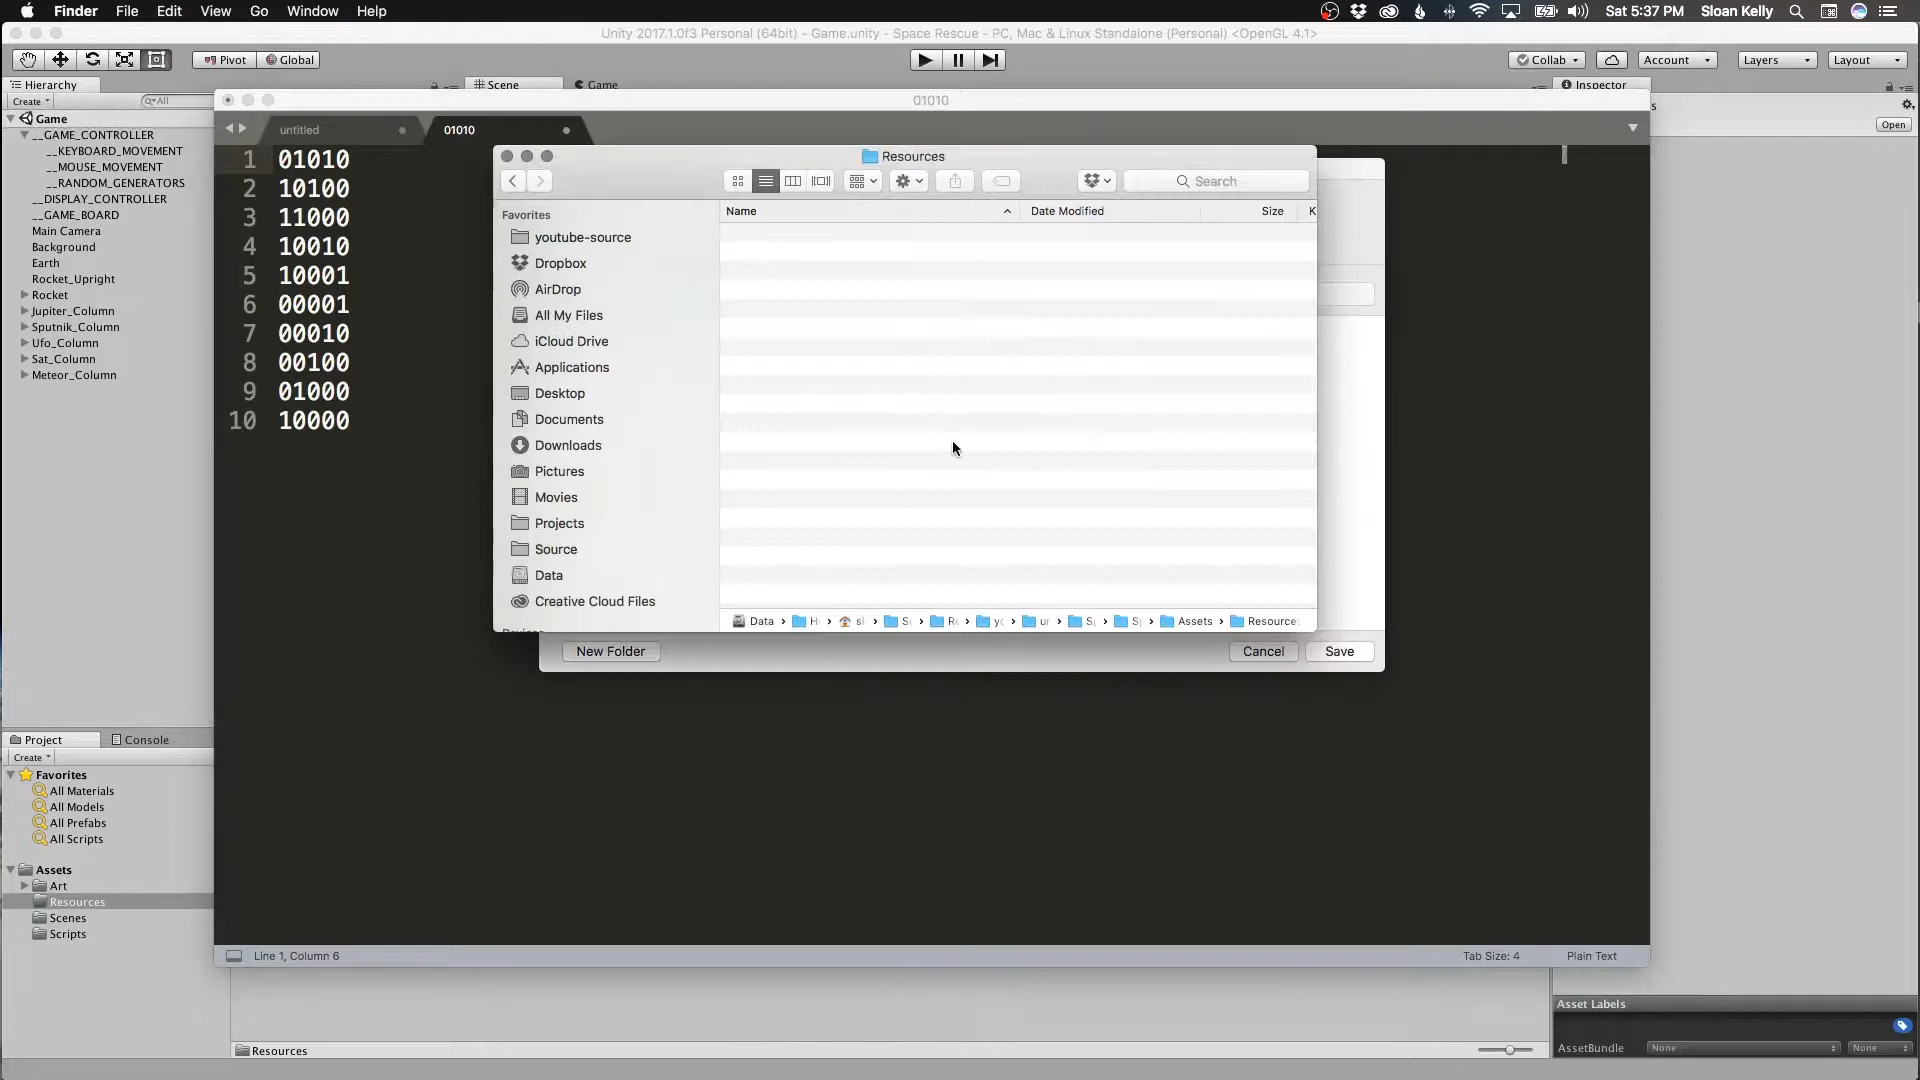 Finder File Edit View Go Window Help
Sat 5:37 PM Sloan Kelly
Unity 2017.1.0f3 Personal (64bit) - Game.unity - Space Rescue - PC, Mac & Linux Standalone (Personal) <OpenGL 4.1>
Pivot Global Collab Account Layers Layout
Hierarchy Scene Game Inspector
Create All
01010
Game
Open
__GAME_CONTROLLER
__KEYBOARD_MOVEMENT
__MOUSE_MOVEMENT
__RANDOM_GENERATORS
__DISPLAY_CONTROLLER
__GAME_BOARD
Main Camera
Background
Earth
Rocket_Upright
Rocket
Jupiter_Column
Sputnik_Column
Ufo_Column
Sat_Column
Meteor_Column
untitled 01010
1 01010
2 10100
3 11000
4 10010
5 10001
6 00001
7 00010
8 00100
9 01000
10 10000
Resources
Search
Favorites
youtube-source
Dropbox
AirDrop
All My Files
iCloud Drive
Applications
Desktop
Documents
Downloads
Pictures
Movies
Projects
Source
Data
Creative Cloud Files
Name Date Modified Size K
Data Assets Resource
New Folder Cancel Save
Project Console
Create
Favorites
All Materials
All Models
All Prefabs
All Scripts
Assets
Art
Resources
Scenes
Scripts
Line 1, Column 6 Tab Size: 4 Plain Text
Resources
Asset Labels
AssetBundle None None